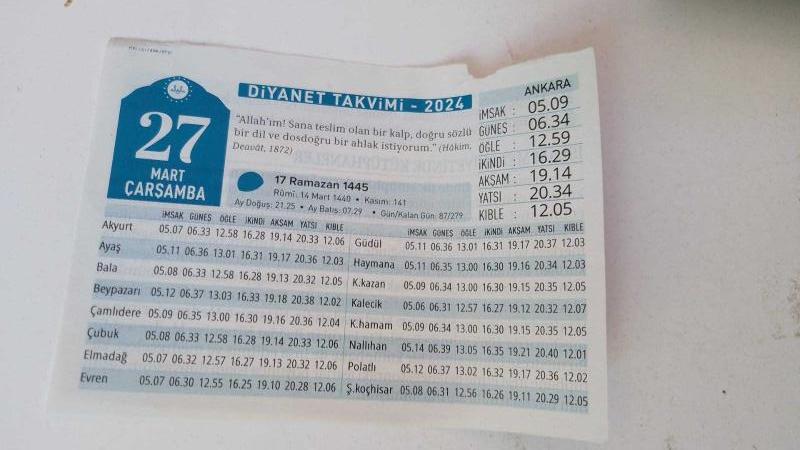 DİYANET TAKVİMİ - 2024
27
MART
ÇARŞAMBA
"Allah'ım! Sana teslim olan bir kalp, doğru sözlü
bir dil ve dosdoğru bir ahlak istiyorum." (Hâkim,
Deavât, 1872)
17 Ramazan 1445
Rûmî: 14 Mart 1440 • Kasım: 141
Ay Doğuş: 21.25 • Ay Batış: 07.29 • Gün/Kalan Gün: 87/279
ANKARA
İMSAK : 05.09
GÜNEŞ : 06.34
ÖĞLE : 12.59
İKİNDİ : 16.29
AKŞAM : 19.14
YATSI : 20.34
KIBLE : 12.05
İMSAK GÜNEŞ ÖĞLE İKİNDİ AKŞAM YATSI KIBLE
Akyurt 05.07 06.33 12.58 16.28 19.14 20.33 12.06
Ayaş 05.11 06.36 13.01 16.31 19.17 20.36 12.03
Bala 05.08 06.33 12.58 16.28 19.13 20.32 12.05
Beypazarı 05.12 06.37 13.03 16.33 19.18 20.38 12.02
Çamlıdere 05.09 06.35 13.00 16.30 19.16 20.36 12.04
Çubuk 05.08 06.33 12.58 16.28 19.14 20.33 12.06
Elmadağ 05.07 06.32 12.57 16.27 19.13 20.32 12.06
Evren 05.07 06.30 12.55 16.25 19.10 20.28 12.06
İMSAK GÜNEŞ ÖĞLE İKİNDİ AKŞAM YATSI KIBLE
Güdül 05.11 06.36 13.01 16.31 19.17 20.37 12.03
Haymana 05.11 06.35 13.00 16.30 19.16 20.34 12.03
K.kazan 05.09 06.34 13.00 16.30 19.15 20.35 12.05
Kalecik 05.06 06.31 12.57 16.27 19.12 20.32 12.07
K.hamam 05.09 06.34 13.00 16.30 19.15 20.35 12.05
Nallıhan 05.14 06.39 13.05 16.35 19.21 20.40 12.01
Polatlı 05.12 06.37 13.02 16.32 19.17 20.36 12.02
Ş.koçhisar 05.08 06.31 12.56 16.26 19.11 20.29 12.05